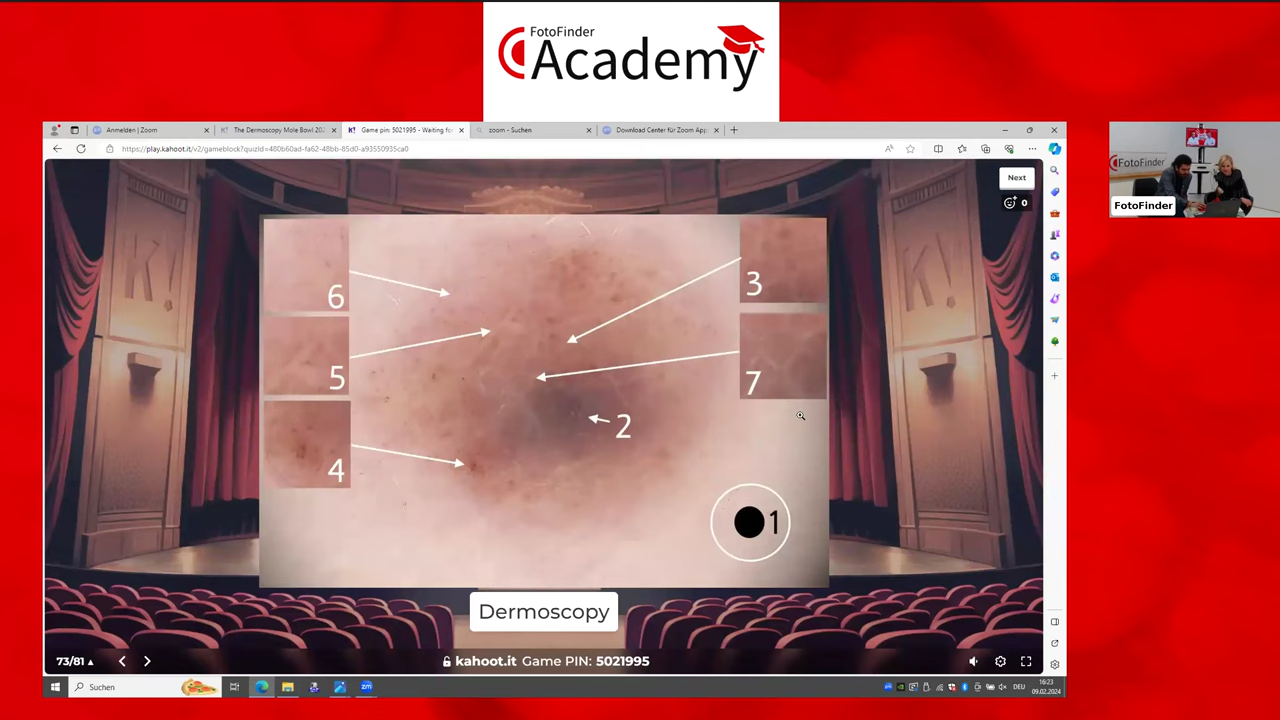 FotoFinder
Academy
Anmelden | Zoom
The Dermoscopy Mole Bowl 202
Game pin: 5021995 - Waiting fo
zoom - Suchen
Download Center für Zoom App
https://play.kahoot.it/v2/gameblock?quizId=480b60ad-fa62-48bb-85d0-a93550935ca0
Next
0
K!
K!
6
5
4
3
7
2
1
Dermoscopy
73/81
kahoot.it Game PIN: 5021995
Suchen
zm
DEU
16:23
09.02.2024
FotoFinder
FotoFinder